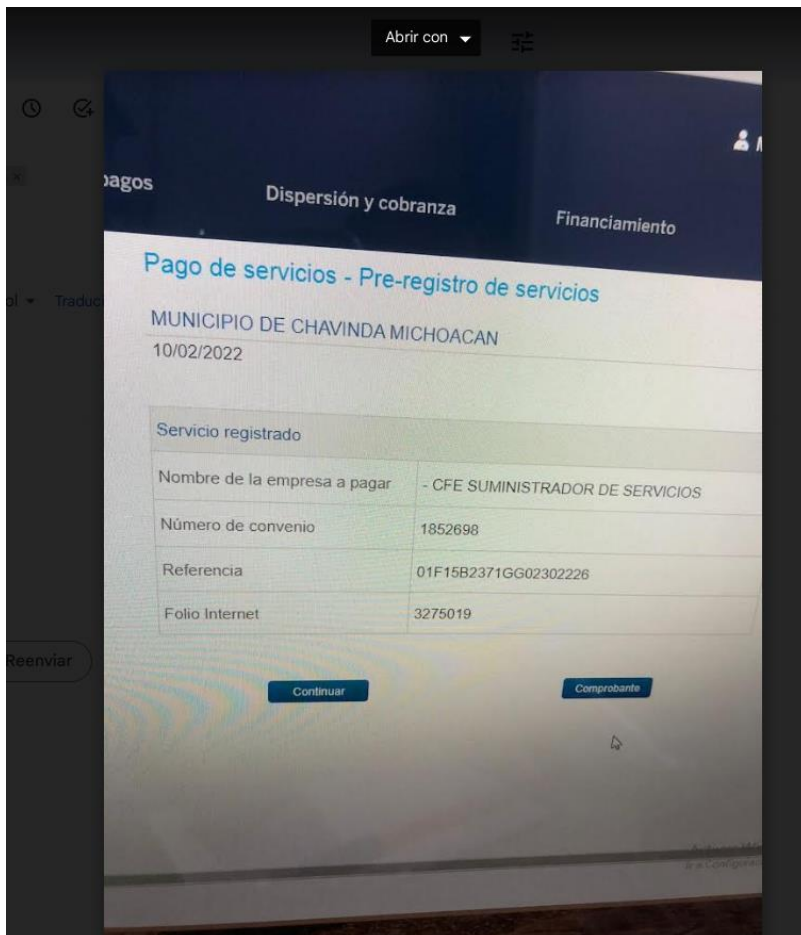 Abrir con
pagos
Dispersión y cobranza
Financiamiento
Pago de servicios - Pre-registro de servicios
MUNICIPIO DE CHAVINDA MICHOACAN
10/02/2022
Servicio registrado
Nombre de la empresa a pagar - CFE SUMINISTRADOR DE SERVICIOS
Número de convenio 1852698
Referencia 01F15B2371GG02302226
Folio Internet 3275019
Reenviar
Continuar Comprobante